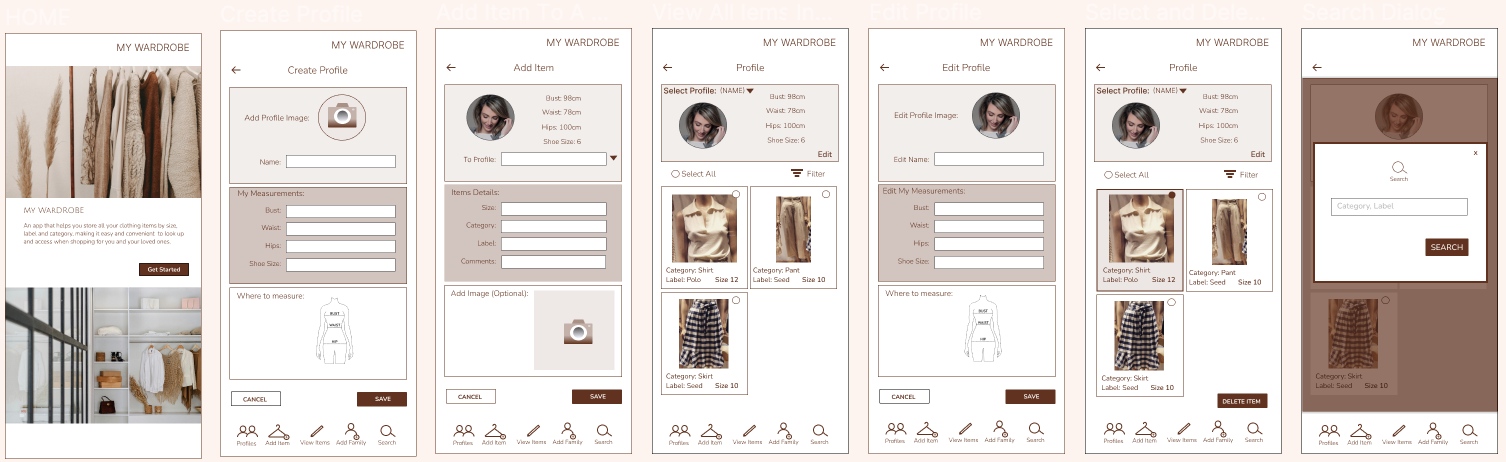 HOME
MY WARDROBE
MY WARDROBE
An app that helps you store all your clothing items by size,
label and category, making it easy and convenient to look up
and access when shopping for you and your loved ones.
Get Started
Create Profile
MY WARDROBE
Create Profile
Add Profile Image:
Name:
My Measurements:
Bust:
Waist:
Hips:
Shoe Size:
Where to measure:
BUST
WAIST
HIP
CANCEL
SAVE
Profiles
Add Item
View Items
Add Family
Search
Add Item To A ...
MY WARDROBE
Add Item
Bust: 98cm
Waist: 78cm
Hips: 100cm
Shoe Size: 6
To Profile:
Items Details:
Size:
Category:
Label:
Comments:
Add Image (Optional):
CANCEL
SAVE
Profiles
Add Item
View Items
Add Family
Search
View All Items In...
MY WARDROBE
Profile
Select Profile: (NAME)
Bust: 98cm
Waist: 78cm
Hips: 100cm
Shoe Size: 6
Edit
Select All
Filter
Category: Shirt
Label: Polo Size 12
Category: Pant
Label: Seed Size 10
Category: Skirt
Label: Seed Size 10
Profiles
Add Item
View Items
Add Family
Search
Edit Profile
MY WARDROBE
Edit Profile
Edit Profile Image:
Edit Name:
Edit My Measurements:
Bust:
Waist:
Hips:
Shoe Size:
Where to measure:
BUST
WAIST
HIP
CANCEL
SAVE
Profiles
Add Item
View Items
Add Family
Search
Select and Dele...
MY WARDROBE
Profile
Select Profile: (NAME)
Bust: 98cm
Waist: 78cm
Hips: 100cm
Shoe Size: 6
Edit
Select All
Filter
Category: Shirt
Label: Polo Size 12
Category: Pant
Label: Seed Size 10
Category: Skirt
Label: Seed Size 10
DELETE ITEM
Profiles
Add Item
View Items
Add Family
Search
Search Dialog
MY WARDROBE
x
Search
Category, Label
SEARCH
Category: Skirt
Label: Seed Size 10
Profiles
Add Item
View Items
Add Family
Search